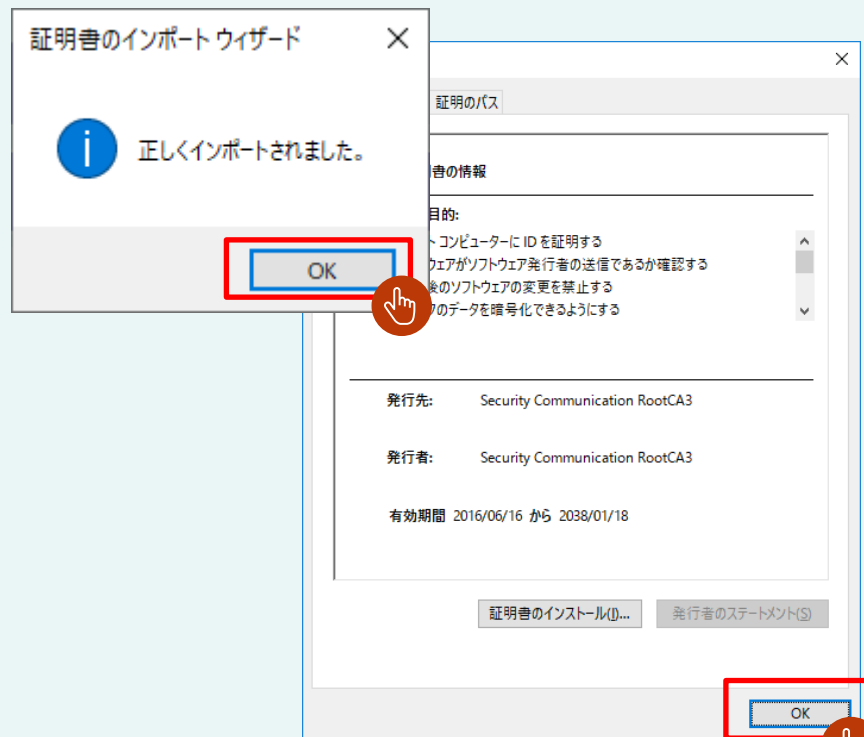 証明書のインポート ウィザード
正しくインポートされました。
OK
証明のパス
書の情報
目的:
コンピューターに ID を証明する
ウェアがソフトウェア発行者の送信であるか確認する
後のソフトウェアの変更を禁止する
のデータを暗号化できるようにする
発行先: Security Communication RootCA3
発行者: Security Communication RootCA3
有効期間 2016/06/16 から 2038/01/18
証明書のインストール(I)... 発行者のステートメント(S)
OK